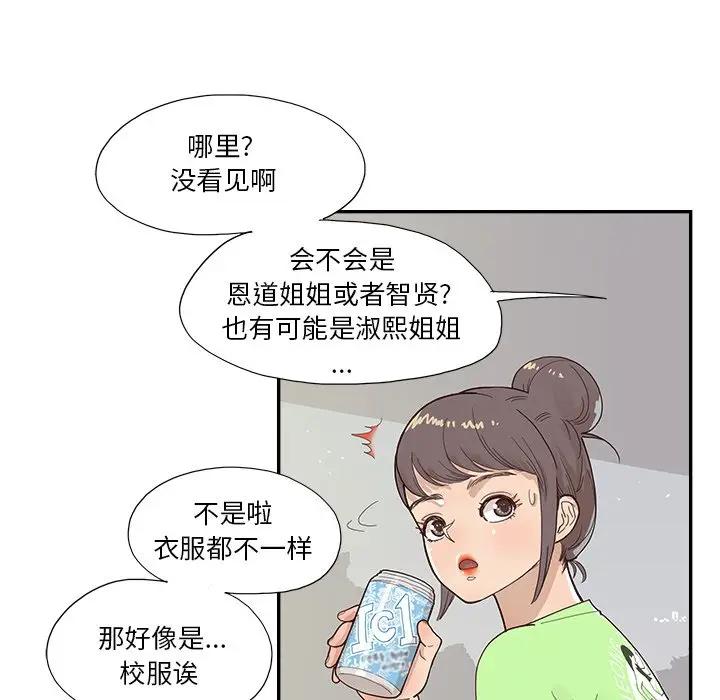 哪里?
没看见啊
会不会是
恩道姐姐或者智贤?
也有可能是淑熙姐姐
...
不是啦
衣服都不一样
那好像是...
校服诶